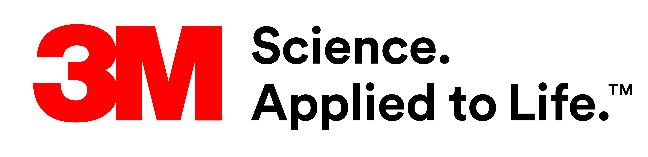 3M
Science.
Applied to Life.™